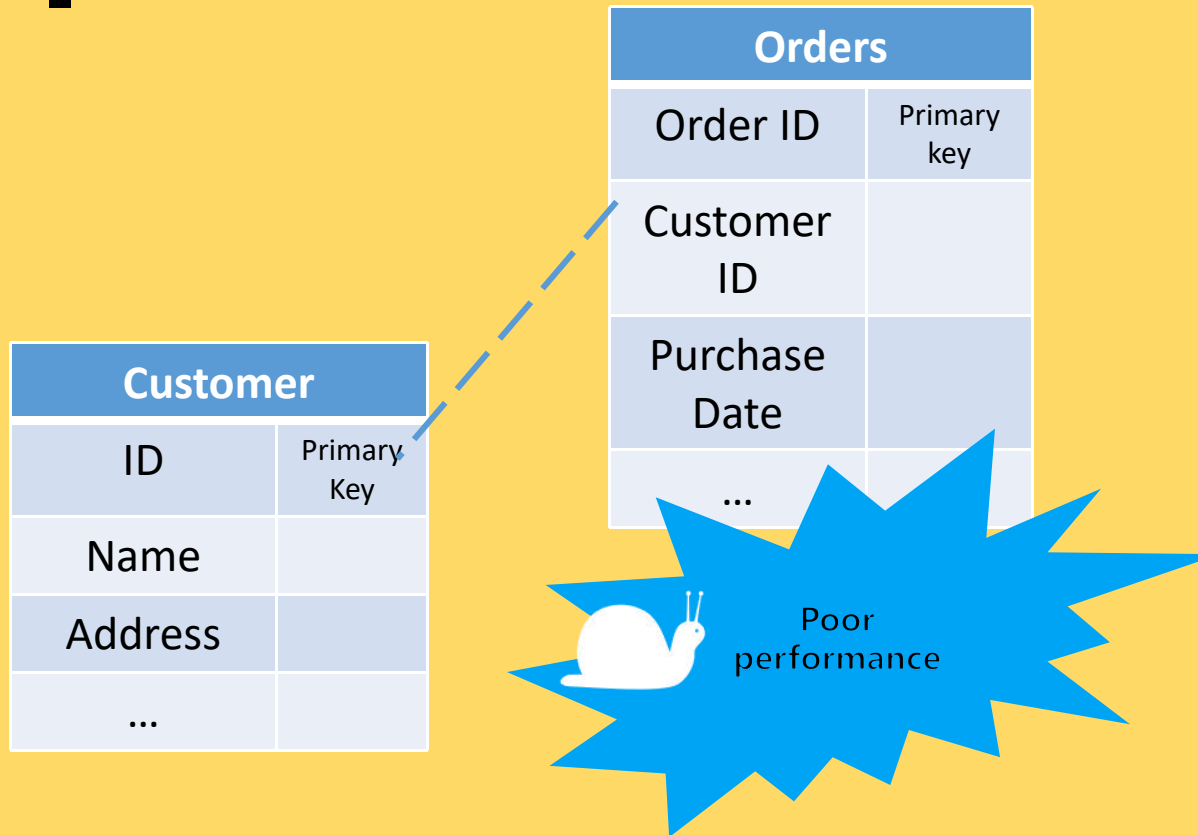 Orders
Order ID
Primary
key
Customer
ID
Purchase
Date
...
Customer
ID
Primary
Key
Name
Address
...
Poor
performance